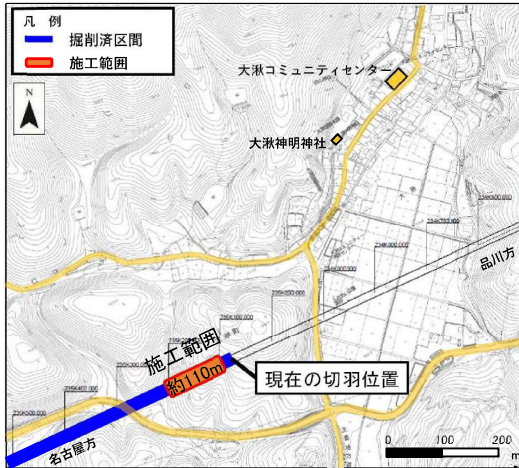 凡 例
掘削済区間
施工範囲
N
大湫コミュニティセンター
大湫神明神社
品川方
施工範囲
約110m
現在の切羽位置
名古屋方
0 100 200
m